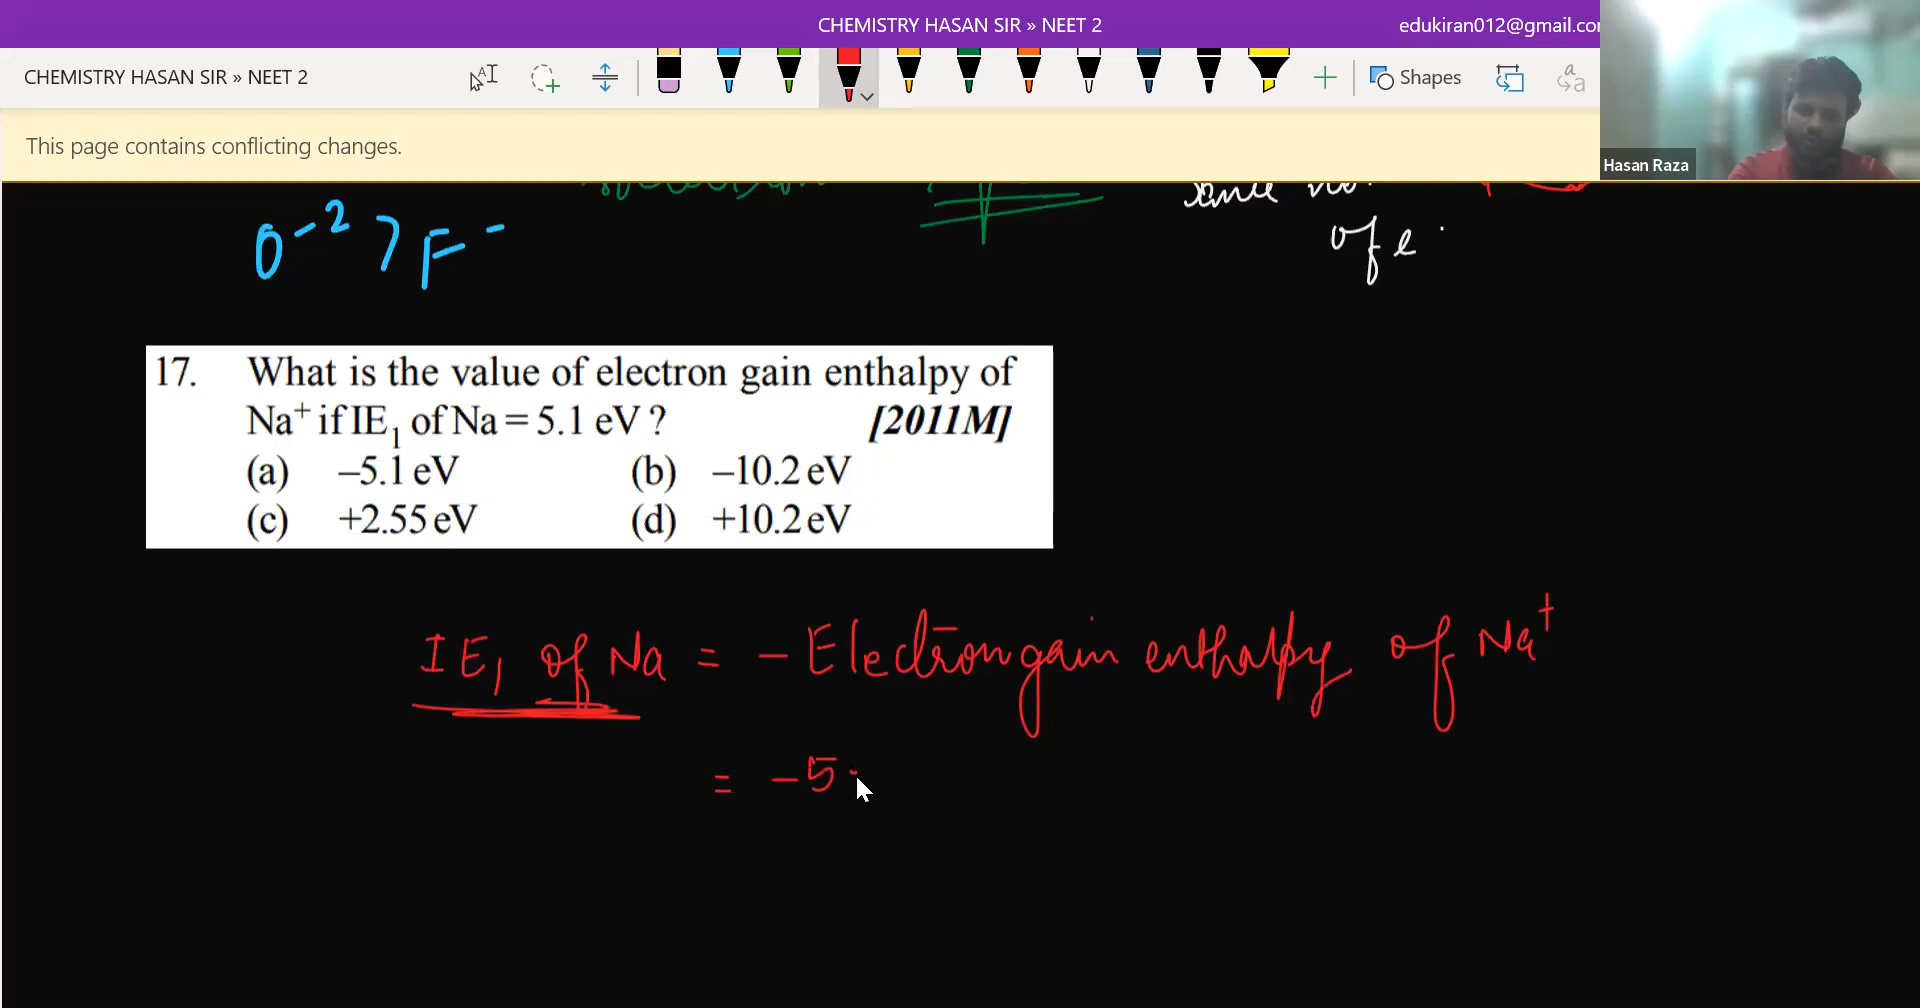 CHEMISTRY HASAN SIR » NEET 2
edukiran012@gmail.co
CHEMISTRY HASAN SIR » NEET 2
Shapes
This page contains conflicting changes.
Hasan Raza
same no.
of e
O⁻² > F⁻
17. What is the value of electron gain enthalpy of
Na⁺ if IE₁ of Na = 5.1 eV ? [2011M]
(a) –5.1 eV (b) –10.2 eV
(c) +2.55 eV (d) +10.2 eV
IE₁ of Na = - Electron gain enthalpy of Na⁺
= -5.